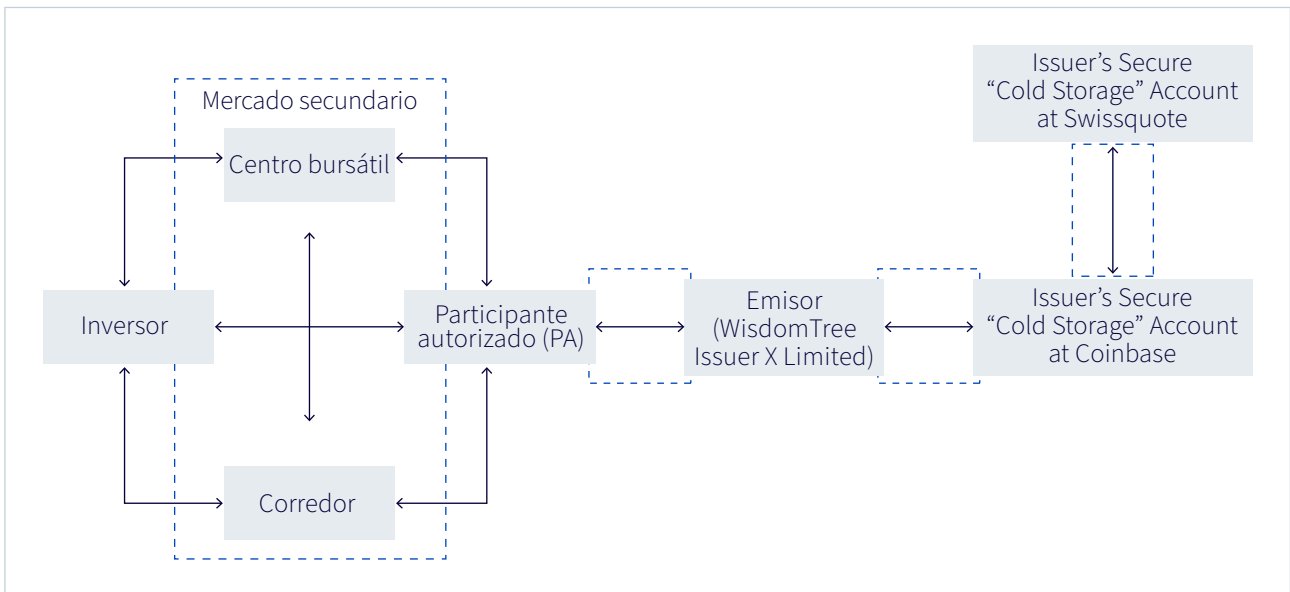 Mercado secundario
Centro bursátil
Inversor
Participante
autorizado (PA)
Corredor
Emisor
(WisdomTree
Issuer X Limited)
Issuer’s Secure
“Cold Storage” Account
at Swissquote
Issuer’s Secure
“Cold Storage” Account
at Coinbase